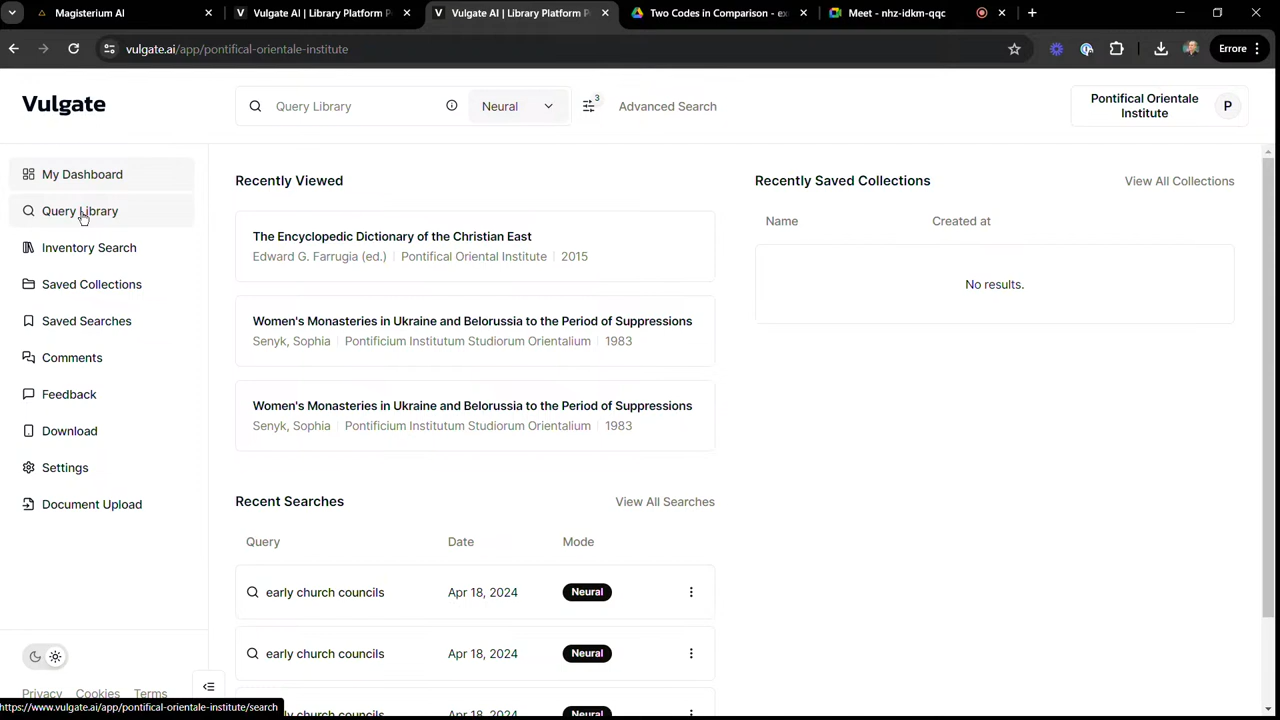 Magisterium AI
Vulgate AI | Library Platform P
Vulgate AI | Library Platform P
Two Codes in Comparison - ex
Meet - nhz-idkm-qqc
vulgate.ai/app/pontifical-orientale-institute
Errore
Vulgate
Query Library
Neural
3
Advanced Search
Pontifical Orientale
Institute
P
My Dashboard
Query Library
Inventory Search
Saved Collections
Saved Searches
Comments
Feedback
Download
Settings
Document Upload
Recently Viewed
The Encyclopedic Dictionary of the Christian East
Edward G. Farrugia (ed.) | Pontifical Oriental Institute | 2015
Women's Monasteries in Ukraine and Belorussia to the Period of Suppressions
Senyk, Sophia | Pontificium Institutum Studiorum Orientalium | 1983
Women's Monasteries in Ukraine and Belorussia to the Period of Suppressions
Senyk, Sophia | Pontificium Institutum Studiorum Orientalium | 1983
Recent Searches
View All Searches
Query Date Mode
early church councils Apr 18, 2024 Neural
early church councils Apr 18, 2024 Neural
early church councils Apr 18, 2024 Neural
Recently Saved Collections
View All Collections
Name Created at
No results.
Privacy Cookies Terms
https://www.vulgate.ai/app/pontifical-orientale-institute/search